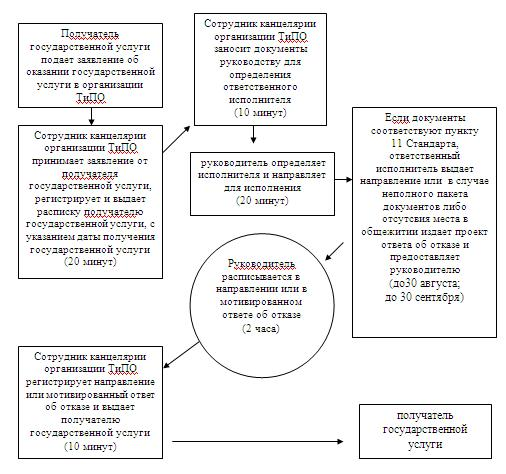 Получатель
государственной услуги
подает заявление об
оказании государственной
услуги в организации
ТиПО
Сотрудник канцелярии
организации ТиПО
принимает заявление от
получателя
государственной услуги,
регистрирует и выдает
расписку получателю
государственной услуги, с
указанием даты получения
государственной услуги
(20 минут)
Сотрудник канцелярии
организации ТиПО
заносит документы
руководству для
определения
ответственного
исполнителя
(10 минут)
руководитель определяет
исполнителя и направляет
для исполнения
(20 минут)
Если документы
соответствуют пункту
11 Стандарта,
ответственный
исполнитель выдает
направление или в случае
неполного пакета
документов либо
отсутсвия места в
общежитии издает проект
ответа об отказе и
предоставляет
руководителю
(до30 августа;
до 30 сентября)
Руководитель
расписывается в
направлении или в
мотивированном
ответе об отказе
(2 часа)
Сотрудник канцелярии
организации ТиПО
регистрирует направление
или мотивированный ответ
об отказе и выдает
получателю
государственной услуги
(10 минут)
получатель
государственной
услуги